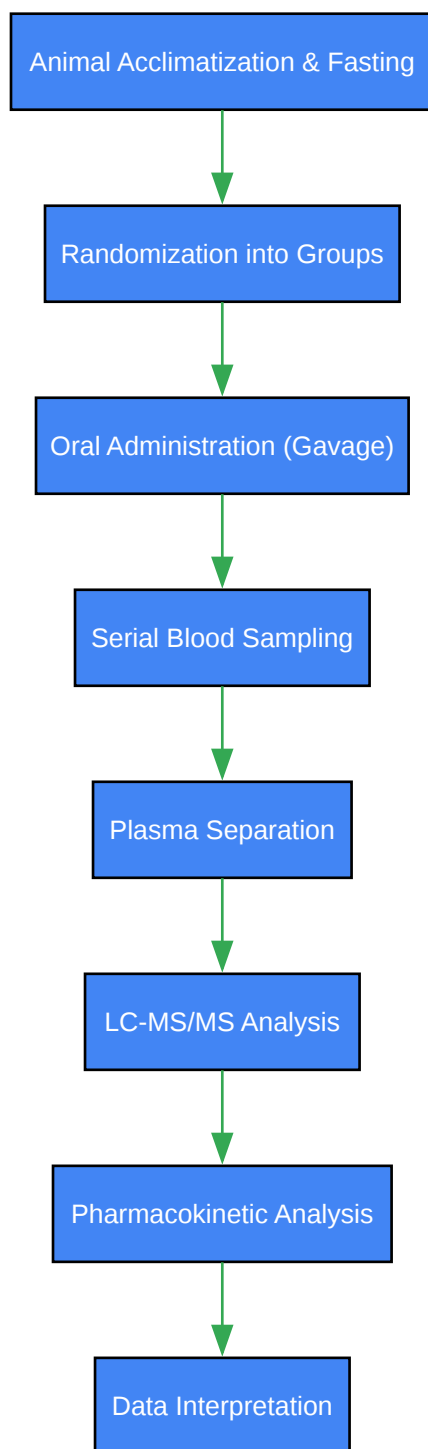 Animal Acclimatization & Fasting
Randomization into Groups
Oral Administration (Gavage)
Serial Blood Sampling
Plasma Separation
LC-MS/MS Analysis
Pharmacokinetic Analysis
Data Interpretation